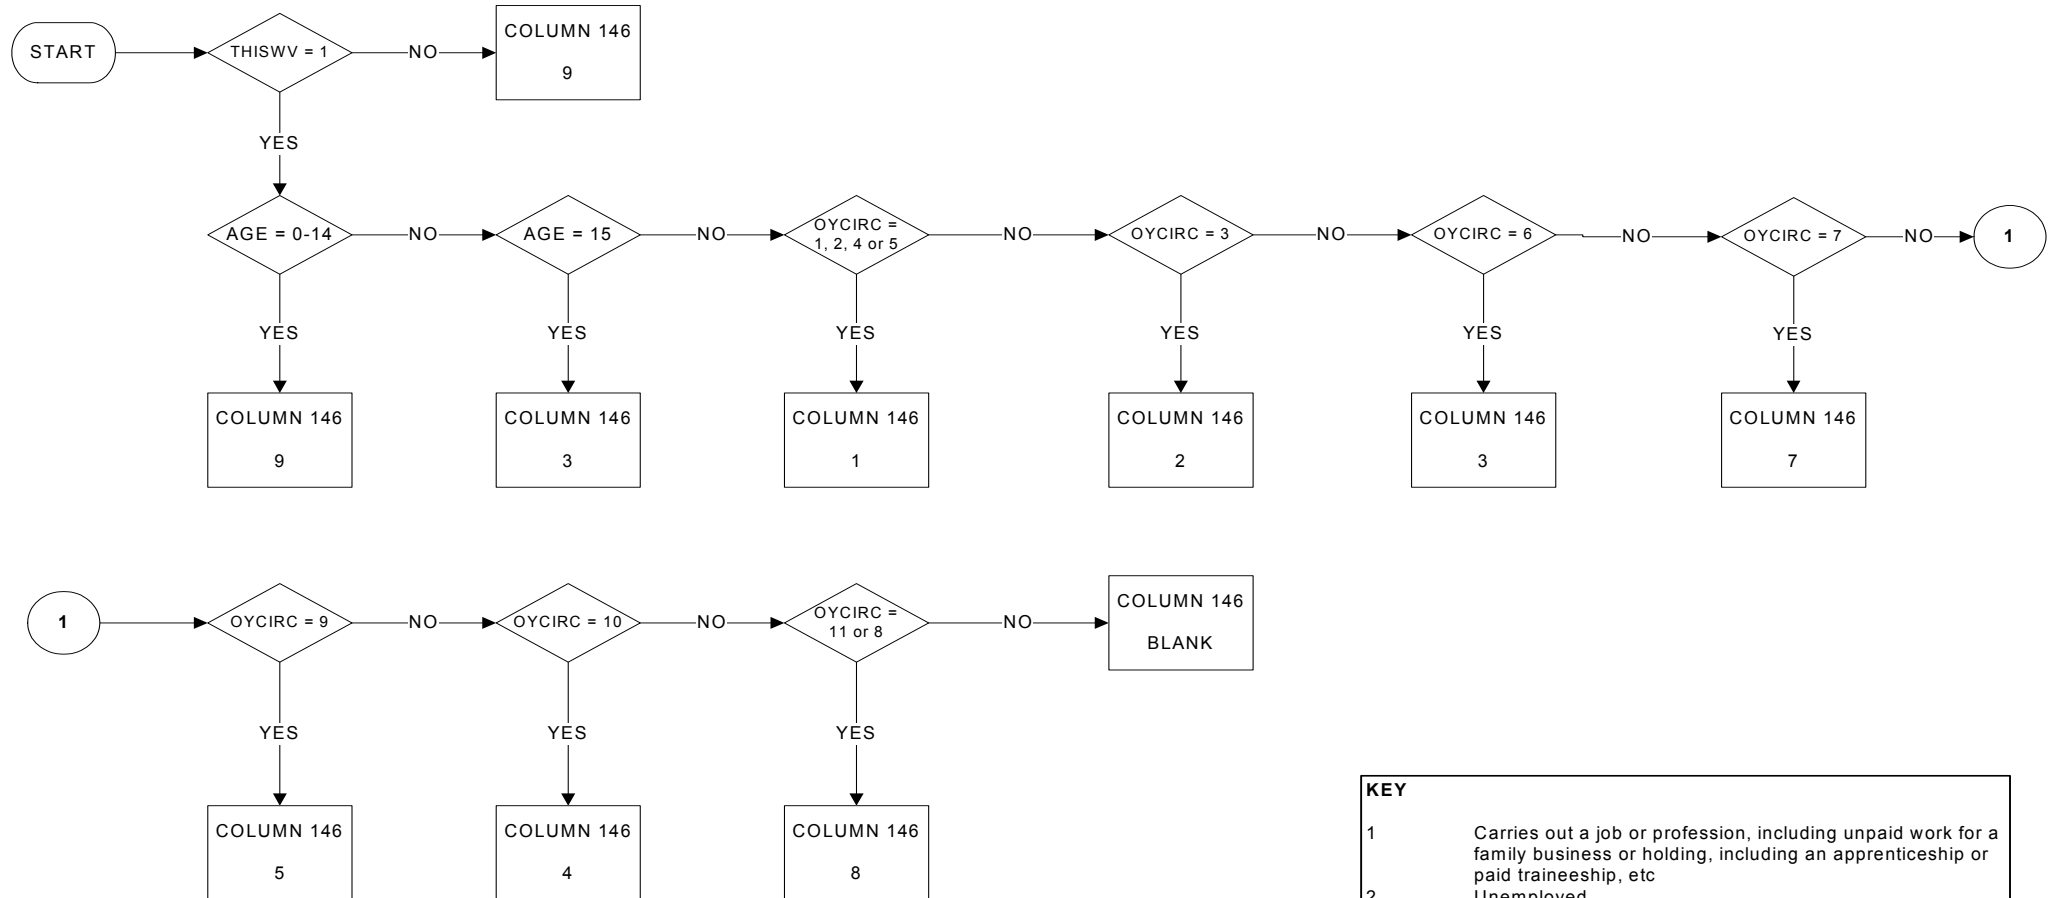 START
THISWV = 1
NO
COLUMN 146
9
YES
AGE = 0-14
NO
AGE = 15
NO
OYCIRC =
1, 2, 4 or 5
NO
OYCIRC = 3
NO
OYCIRC = 6
NO
OYCIRC = 7
NO
1
YES
YES
YES
YES
YES
YES
COLUMN 146
9
COLUMN 146
3
COLUMN 146
1
COLUMN 146
2
COLUMN 146
3
COLUMN 146
7
1
OYCIRC = 9
NO
OYCIRC = 10
NO
OYCIRC =
11 or 8
NO
COLUMN 146
BLANK
YES
YES
YES
COLUMN 146
5
COLUMN 146
4
COLUMN 146
8
KEY
1 Carries out a job or profession, including unpaid work for a
family business or holding, including an apprenticeship or
paid traineeship, etc
2 Unemployed